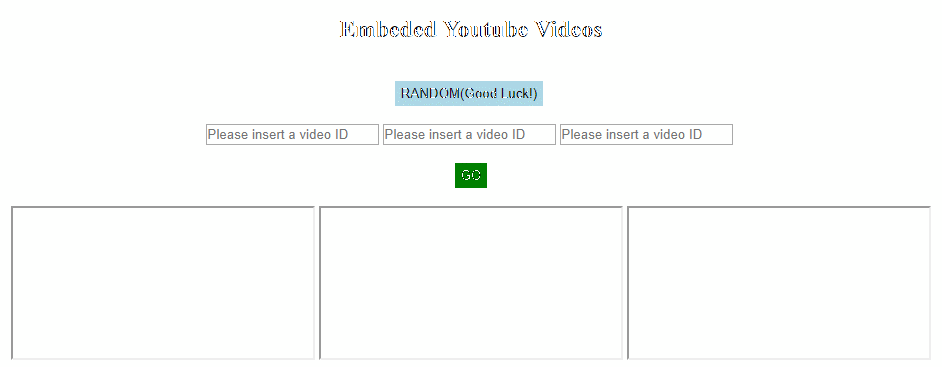 Embeded Youtube Videos
RANDOM(Good Luck!)
Please insert a video ID Please insert a video ID Please insert a video ID
GO